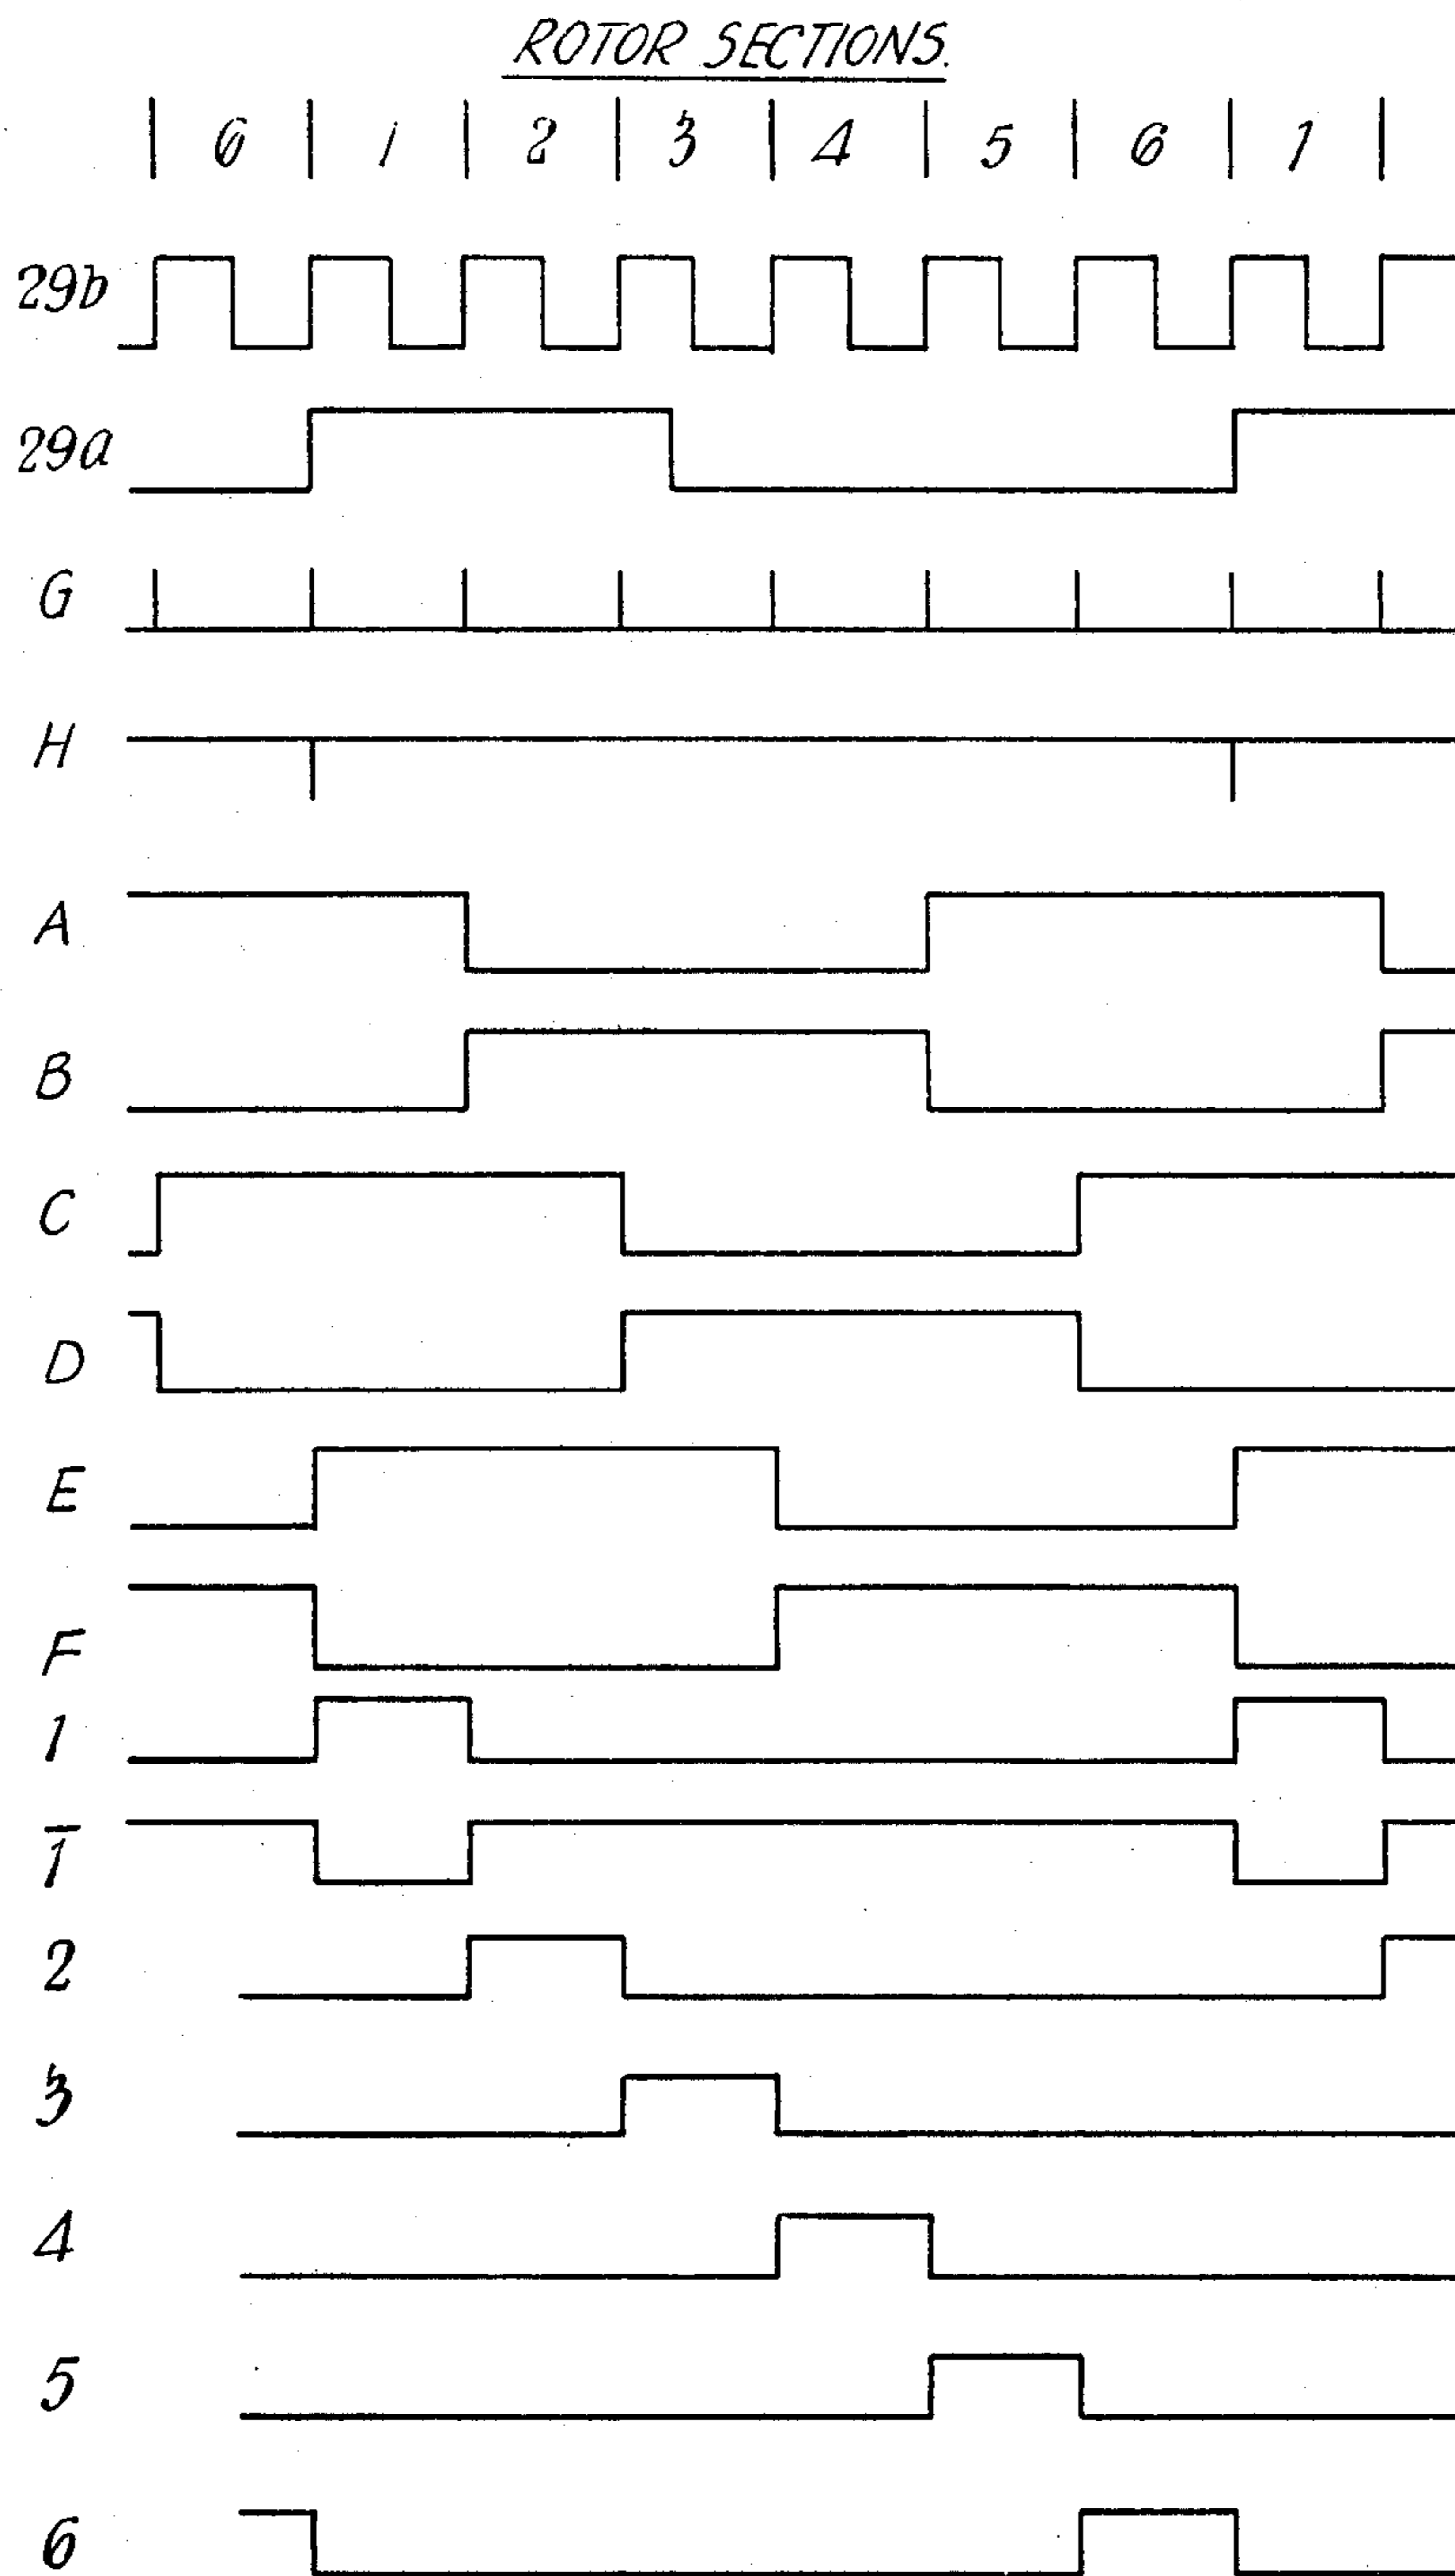 ROTOR SECTIONS.
6 1 2 3 4 5 6 1
29b
29a
G
H
A
B
C
D
E
F
1
1̅
2
3
4
5
6